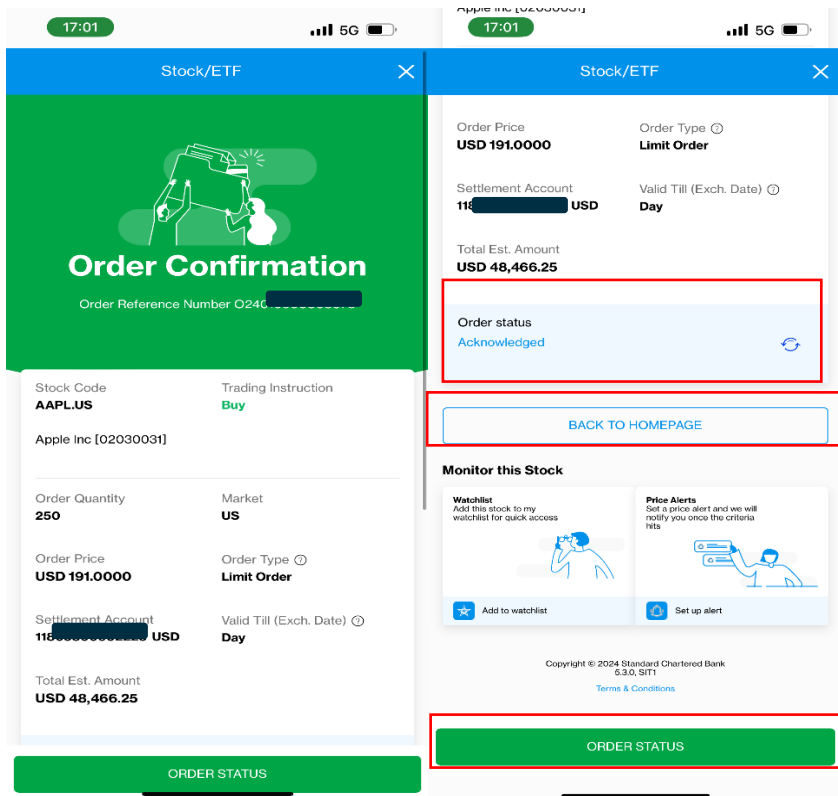 17:01
5G
Stock/ETF
Order Confirmation
Order Reference Number O240
Stock Code
Trading Instruction
AAPL.US
Buy
Apple Inc [02030031]
Order Quantity
Market
250
US
Order Price
Order Type
USD 191.0000
Limit Order
Settlement Account
Valid Till (Exch. Date)
USD
Day
Total Est. Amount
USD 48,466.25
ORDER STATUS
Apple Inc [02030031]
17:01
5G
Stock/ETF
Order Price
Order Type
USD 191.0000
Limit Order
Settlement Account
Valid Till (Exch. Date)
USD
Day
Total Est. Amount
USD 48,466.25
Order status
Acknowledged
BACK TO HOMEPAGE
Monitor this Stock
Watchlist
Add this stock to my
watchlist for quick access
Price Alerts
Set a price alert and we will
notify you once the criteria
hits
Add to watchlist
Set up alert
Copyright © 2024 Standard Chartered Bank
5.3.0, SIT1
Terms & Conditions
ORDER STATUS